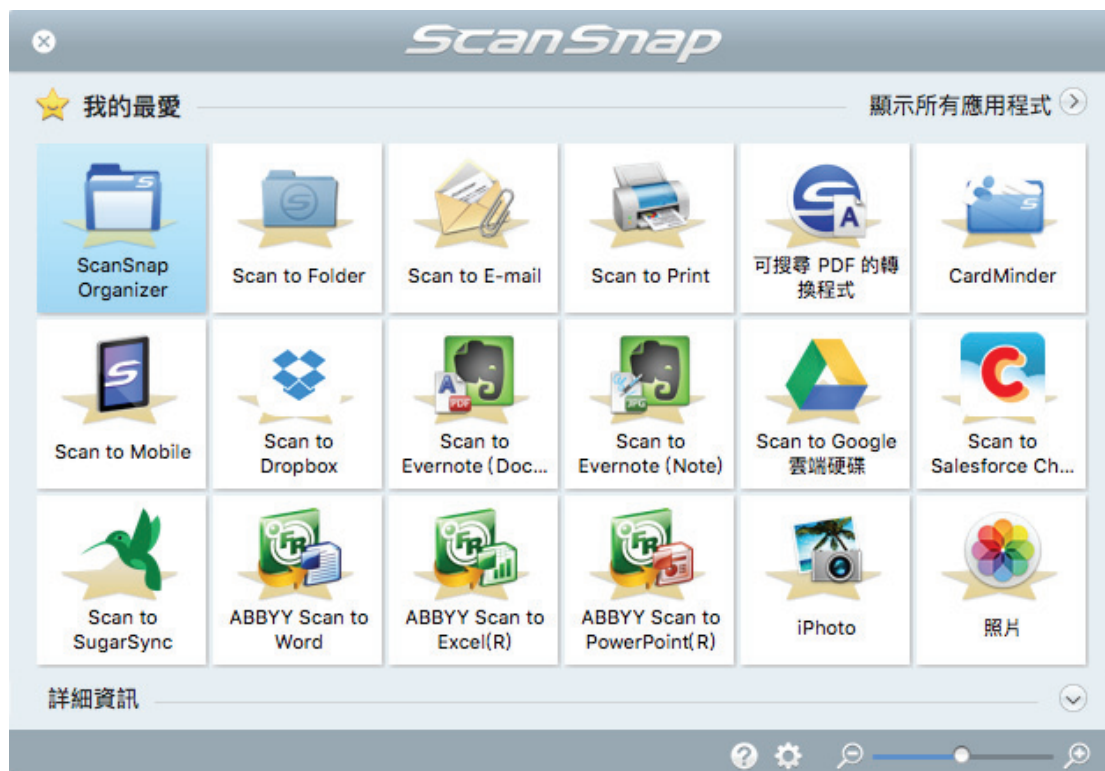 ScanSnap
我的最愛
顯示所有應用程式
ScanSnap
Organizer
Scan to Folder
Scan to E-mail
Scan to Print
可搜尋 PDF 的轉
換程式
CardMinder
Scan to Mobile
Scan to
Dropbox
Scan to
Evernote (Doc...
Scan to
Evernote (Note)
Scan to Google
雲端硬碟
Scan to
Salesforce Ch...
Scan to
SugarSync
ABBYY Scan to
Word
ABBYY Scan to
Excel(R)
ABBYY Scan to
PowerPoint(R)
iPhoto
照片
詳細資訊